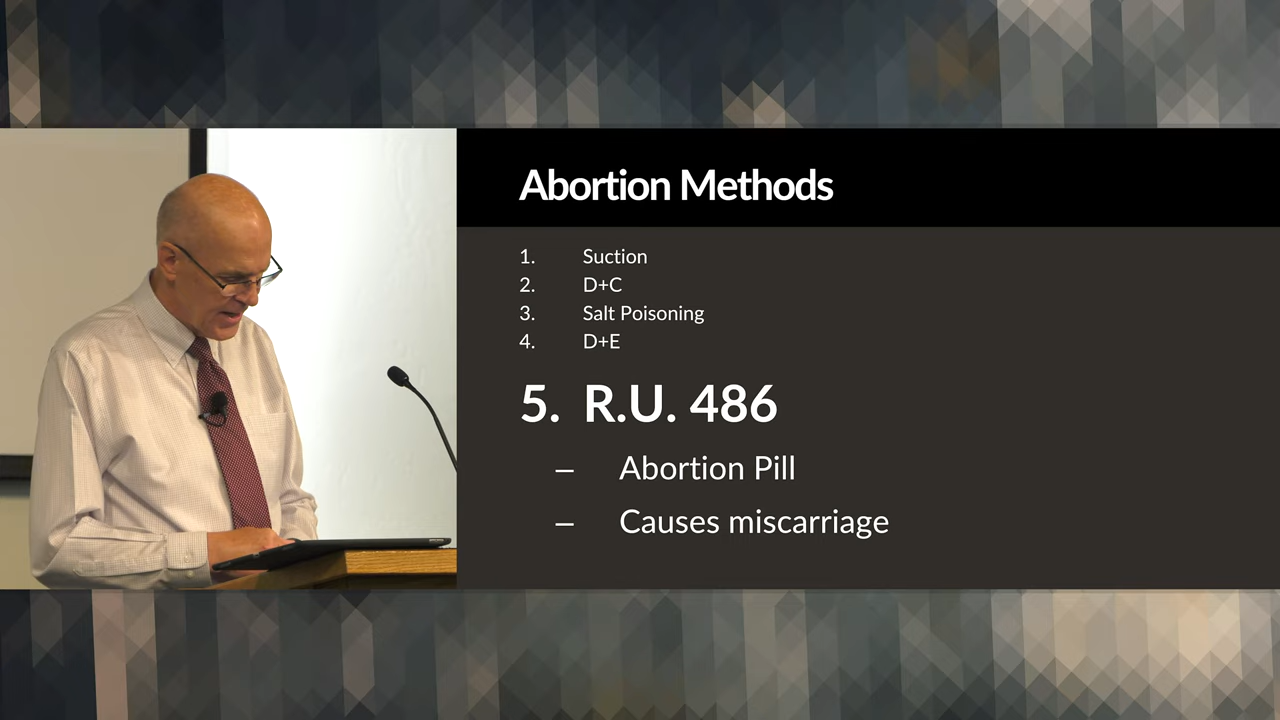 Abortion Methods
1. Suction
2. D+C
3. Salt Poisoning
4. D+E
5. R.U. 486
– Abortion Pill
– Causes miscarriage